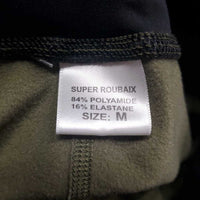 SUPER ROUBAIX
84% POLYAMIDE
16% ELASTANE
SIZE: M